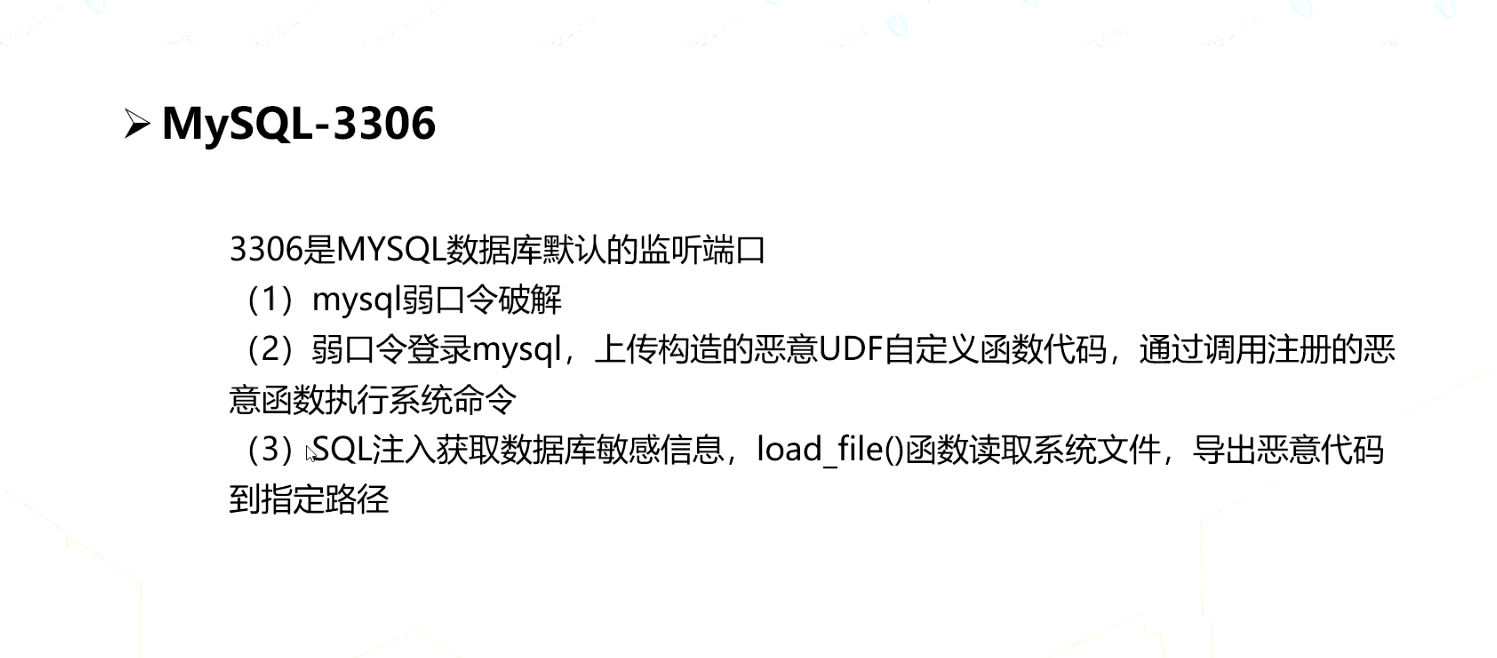 MySQL-3306
3306是MYSQL数据库默认的监听端口
（1）mysql弱口令破解
（2）弱口令登录mysql，上传构造的恶意UDF自定义函数代码，通过调用注册的恶
意函数执行系统命令
（3）SQL注入获取数据库敏感信息，load_file()函数读取系统文件，导出恶意代码
到指定路径